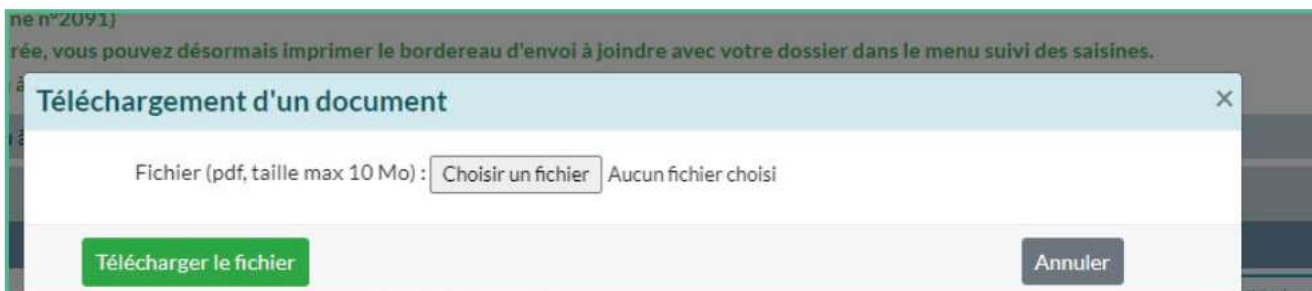 ne n°2091)
rée, vous pouvez désormais imprimer le bordereau d'envoi à joindre avec votre dossier dans le menu suivi des saisines.
Téléchargement d'un document ×
Fichier (pdf, taille max 10 Mo) : Choisir un fichier Aucun fichier choisi
Télécharger le fichier Annuler